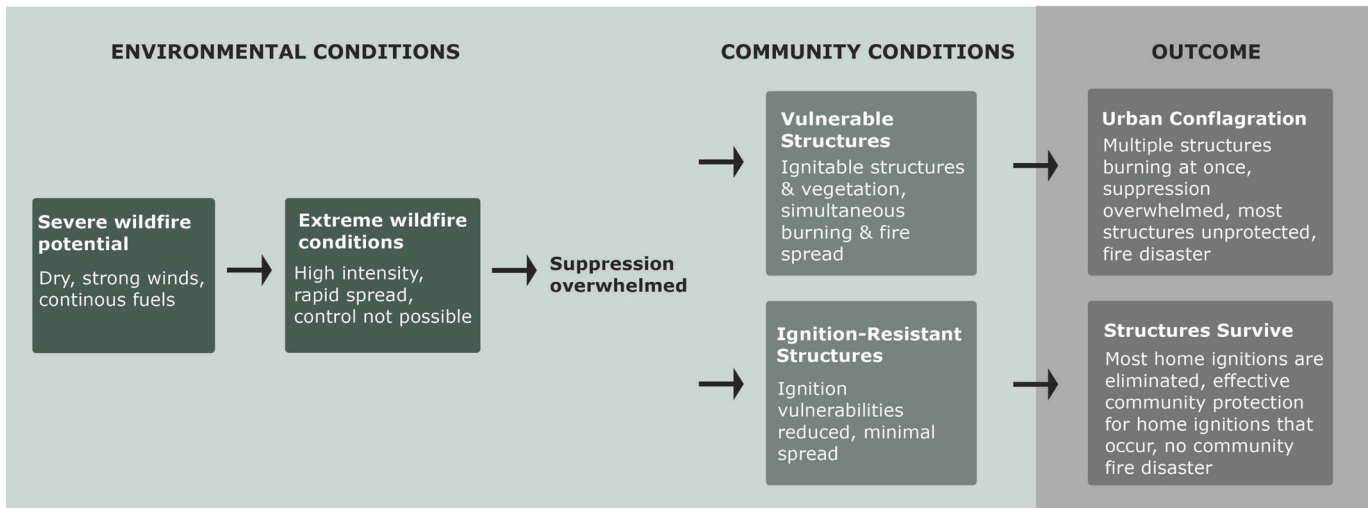 ENVIRONMENTAL CONDITIONS
COMMUNITY CONDITIONS
OUTCOME
Severe wildfire
potential
Dry, strong winds,
continous fuels
Extreme wildfire
conditions
High intensity,
rapid spread,
control not possible
Suppression
overwhelmed
Vulnerable
Structures
Ignitable structures
& vegetation,
simultaneous
burning & fire
spread
Urban Conflagration
Multiple structures
burning at once,
suppression
overwhelmed, most
structures unprotected,
fire disaster
Ignition-Resistant
Structures
Ignition
vulnerabilities
reduced, minimal
spread
Structures Survive
Most home ignitions are
eliminated, effective
community protection
for home ignitions that
occur, no community
fire disaster